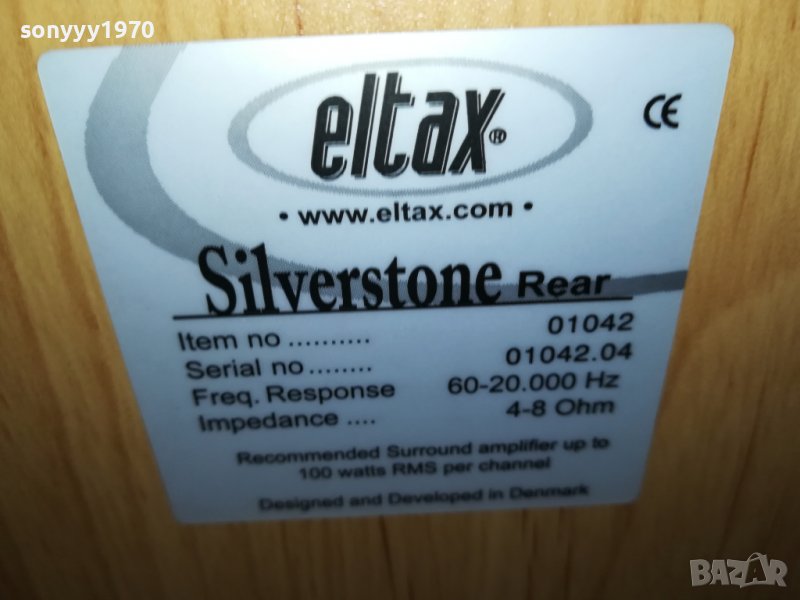 sonyyy1970
eltax®
CE
• www.eltax.com •
Silverstone Rear
Item no .......... 01042
Serial no........ 01042.04
Freq. Response 60-20.000 Hz
Impedance .... 4-8 Ohm
Recommended Surround amplifier up to
100 watts RMS per channel
Designed and Developed in Denmark
BAZAR